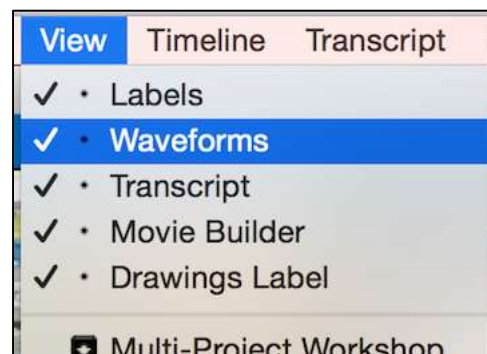 View Timeline Transcript
✓ · Labels
✓ · Waveforms
✓ · Transcript
✓ · Movie Builder
✓ · Drawings Label
Multi-Project Workshop